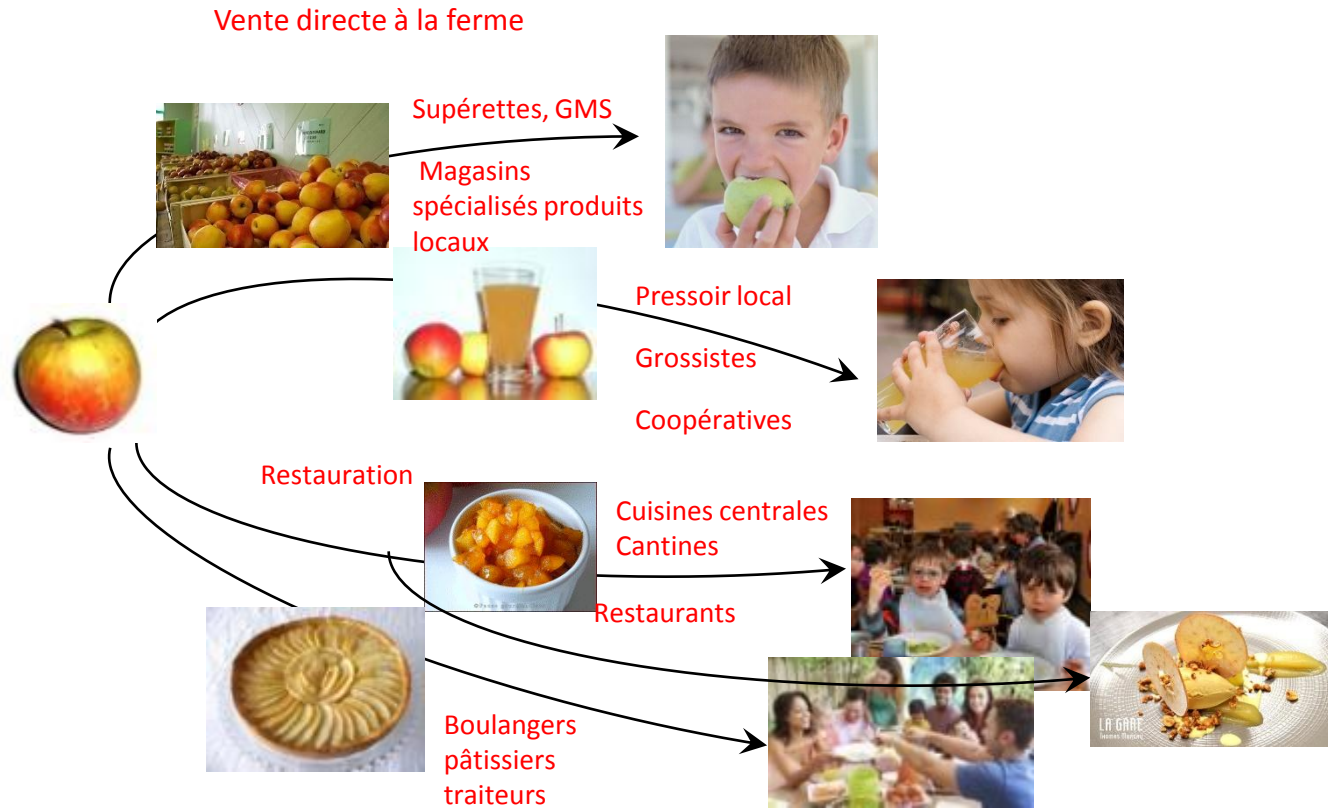 Vente directe à la ferme
Supérettes, GMS
Magasins
spécialisés produits
locaux
Pressoir local
Grossistes
Coopératives
Restauration
Cuisines centrales
Cantines
Restaurants
Boulangers
pâtissiers
traiteurs
LA GARE